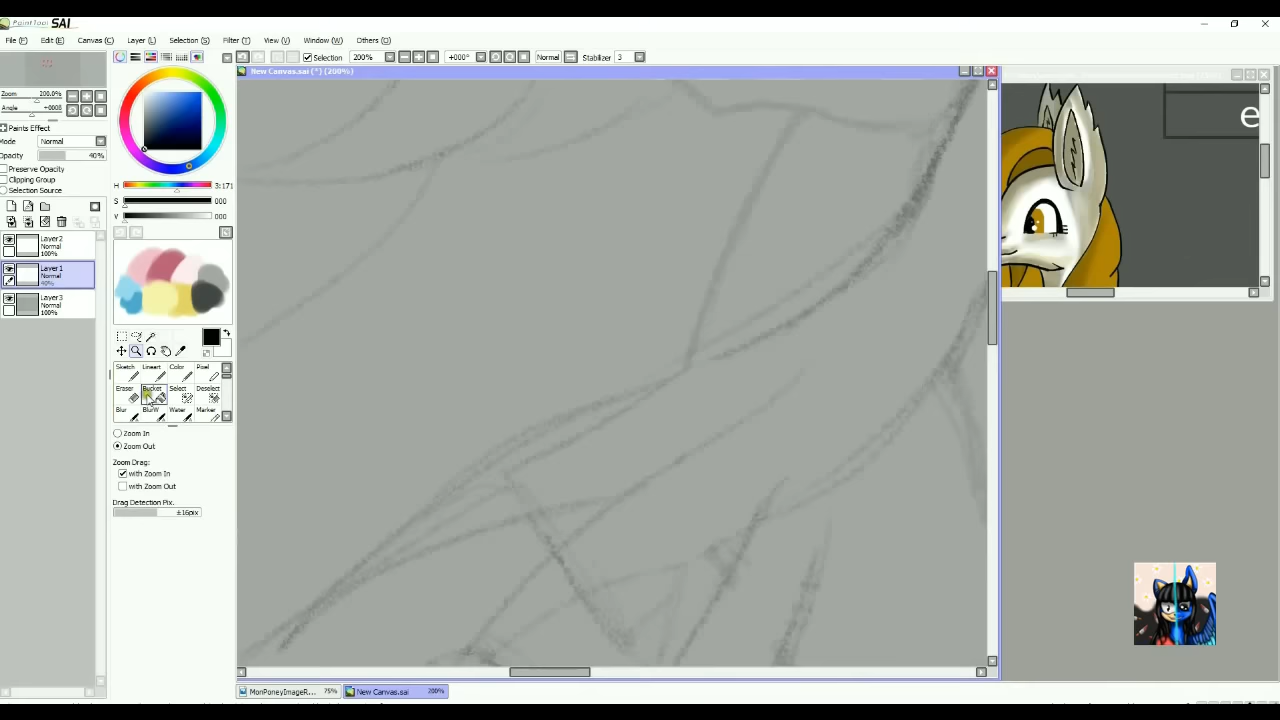 PaintTool SAI
File (F) Edit (E) Canvas (C) Layer (L) Selection (S) Filter (T) View (V) Window (W) Others (O)
Selection 200% +000° Normal Stabilizer 3
New Canvas.sai (*) (200%)
Zoom 200.0%
Angle +000
Paints Effect
Mode Normal
Opacity 40%
Preserve Opacity
Clipping Group
Selection Source
H 3:171
S 000
V 000
Layer2
Normal
100%
Layer1
Normal
40%
Layer3
Normal
100%
Sketch Lineart Color Pixel
Eraser Bucket Select Deselect
Blur BlurW Water Marker
Zoom In
Zoom Out
Zoom Drag:
with Zoom In
with Zoom Out
Drag Detection Pix.
±16pix
e
MonPoneyImageR... 75% New Canvas.sai 200%